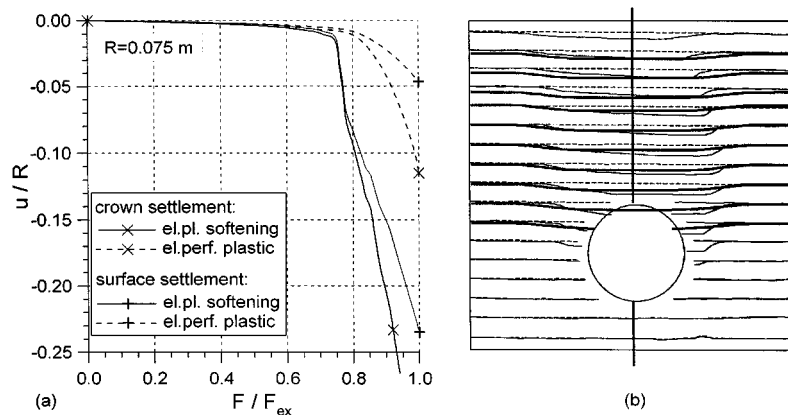 0.00
-0.05
-0.10
-0.15
-0.20
-0.25
u / R
R=0.075 m
crown settlement:
el.pl. softening
el.perf. plastic
surface settlement:
el.pl. softening
el.perf. plastic
0.0 0.2 0.4 0.6 0.8 1.0
(a)
F / F_ex
(b)